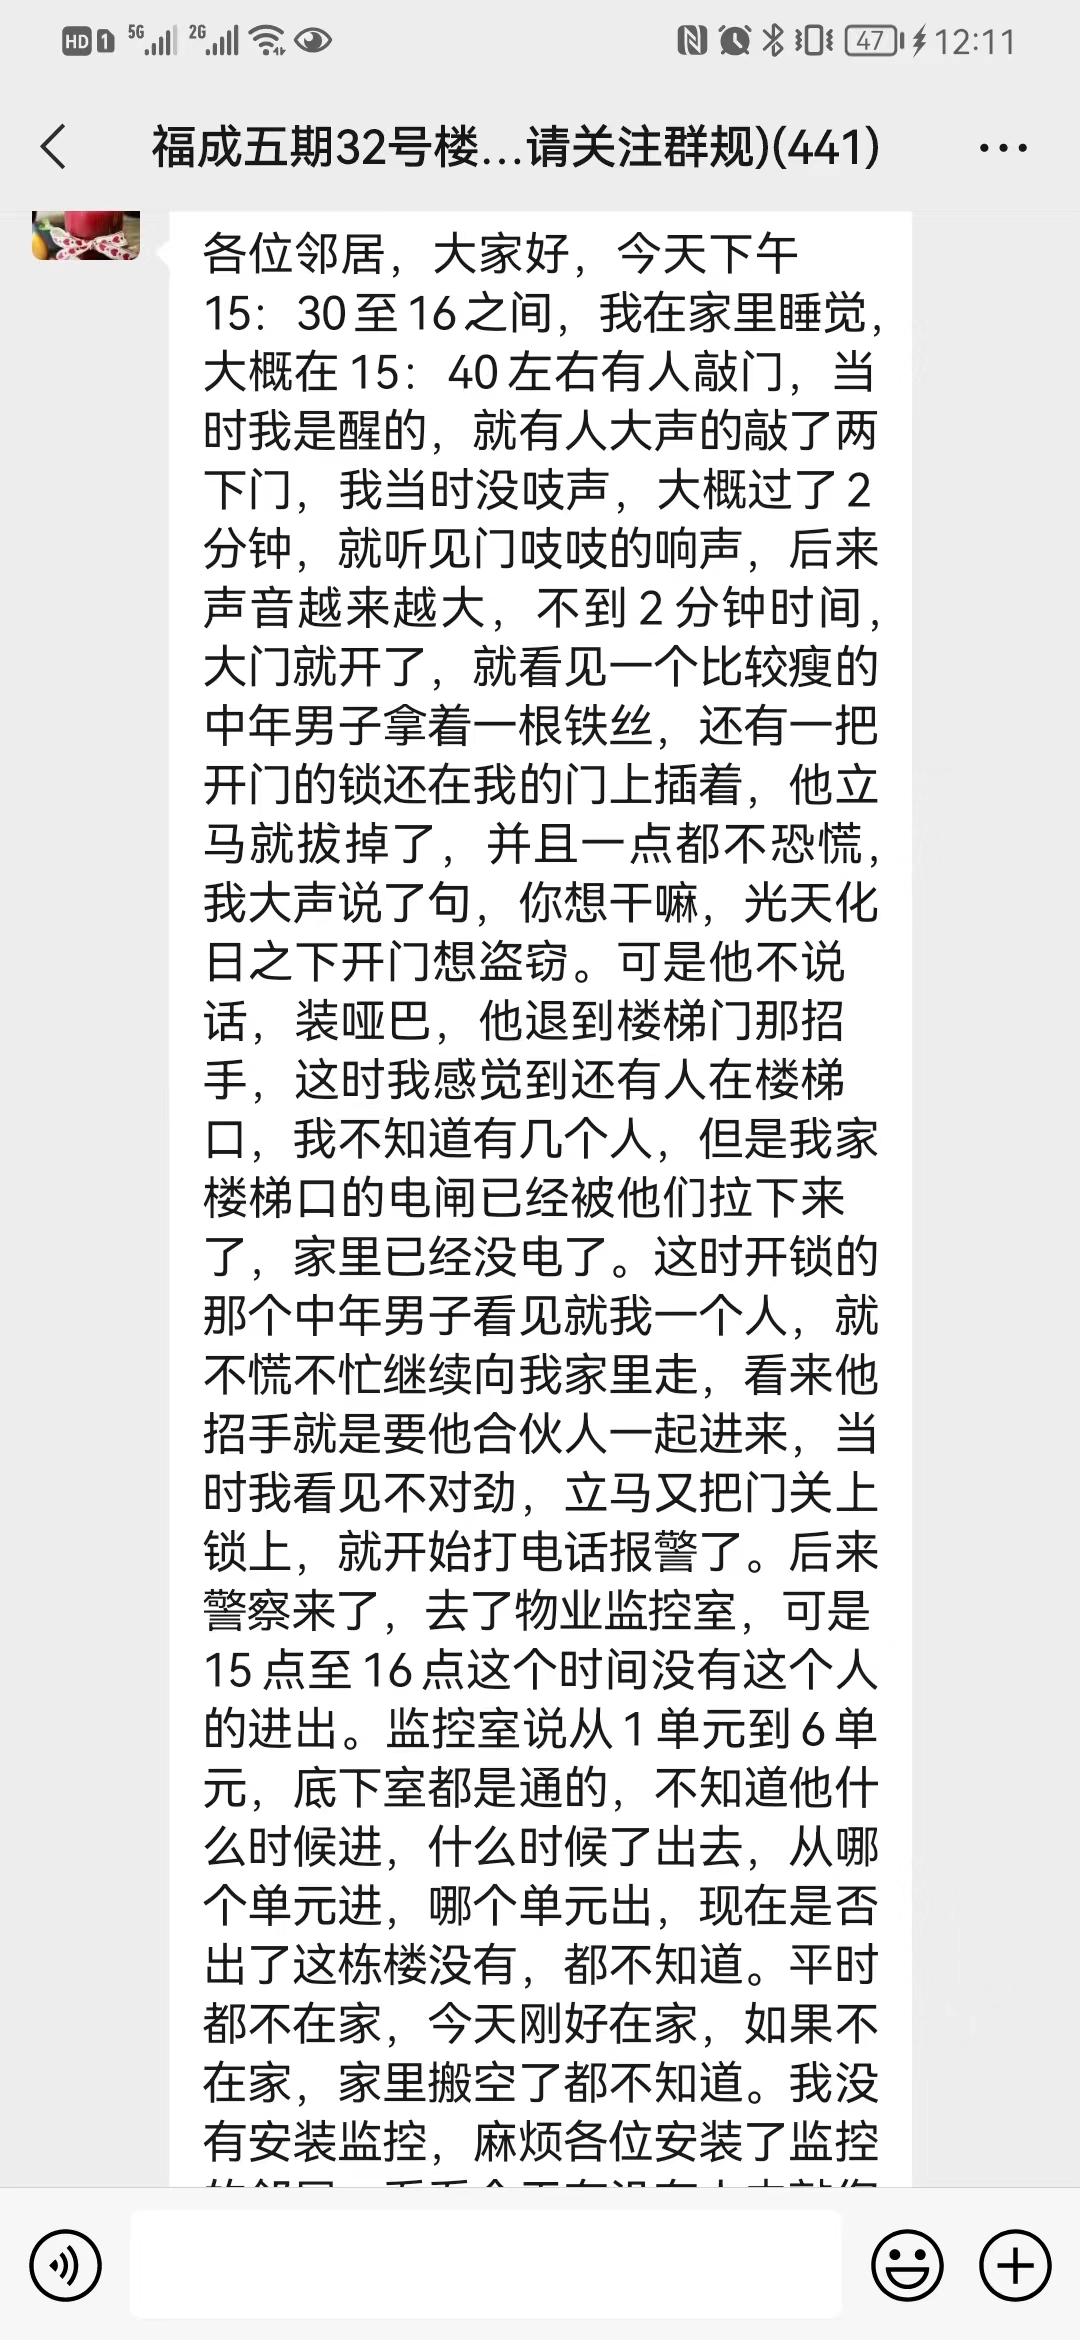 HD 1 5G 2G 47 12:11
福成五期32号楼...请关注群规)(441)
各位邻居，大家好，今天下午
15：30至16之间，我在家里睡觉，
大概在15：40左右有人敲门，当
时我是醒的，就有人大声的敲了两
下门，我当时没吱声，大概过了2
分钟，就听见门吱吱的响声，后来
声音越来越大，不到2分钟时间，
大门就开了，就看见一个比较瘦的
中年男子拿着一根铁丝，还有一把
开门的锁还在我的门上插着，他立
马就拔掉了，并且一点都不恐慌，
我大声说了句，你想干嘛，光天化
日之下开门想盗窃。可是他不说
话，装哑巴，他退到楼梯门那招
手，这时我感觉到还有人在楼梯
口，我不知道有几个人，但是我家
楼梯口的电闸已经被他们拉下来
了，家里已经没电了。这时开锁的
那个中年男子看见就我一个人，就
不慌不忙继续向我家里走，看来他
招手就是要他合伙人一起进来，当
时我看见不对劲，立马又把门关上
锁上，就开始打电话报警了。后来
警察来了，去了物业监控室，可是
15点至16点这个时间没有这个人
的进出。监控室说从1单元到6单
元，底下室都是通的，不知道他什
么时候进，什么时候了出去，从哪
个单元进，哪个单元出，现在是否
出了这栋楼没有，都不知道。平时
都不在家，今天刚好在家，如果不
在家，家里搬空了都不知道。我没
有安装监控，麻烦各位安装了监控